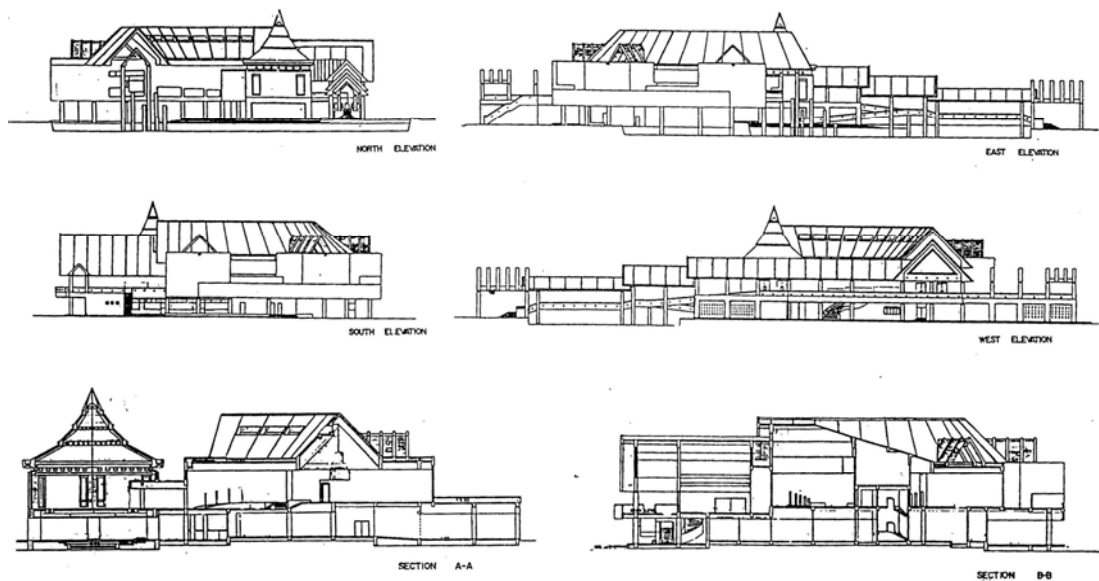 NORTH ELEVATION
EAST ELEVATION
SOUTH ELEVATION
WEST ELEVATION
SECTION A-A
SECTION B-B